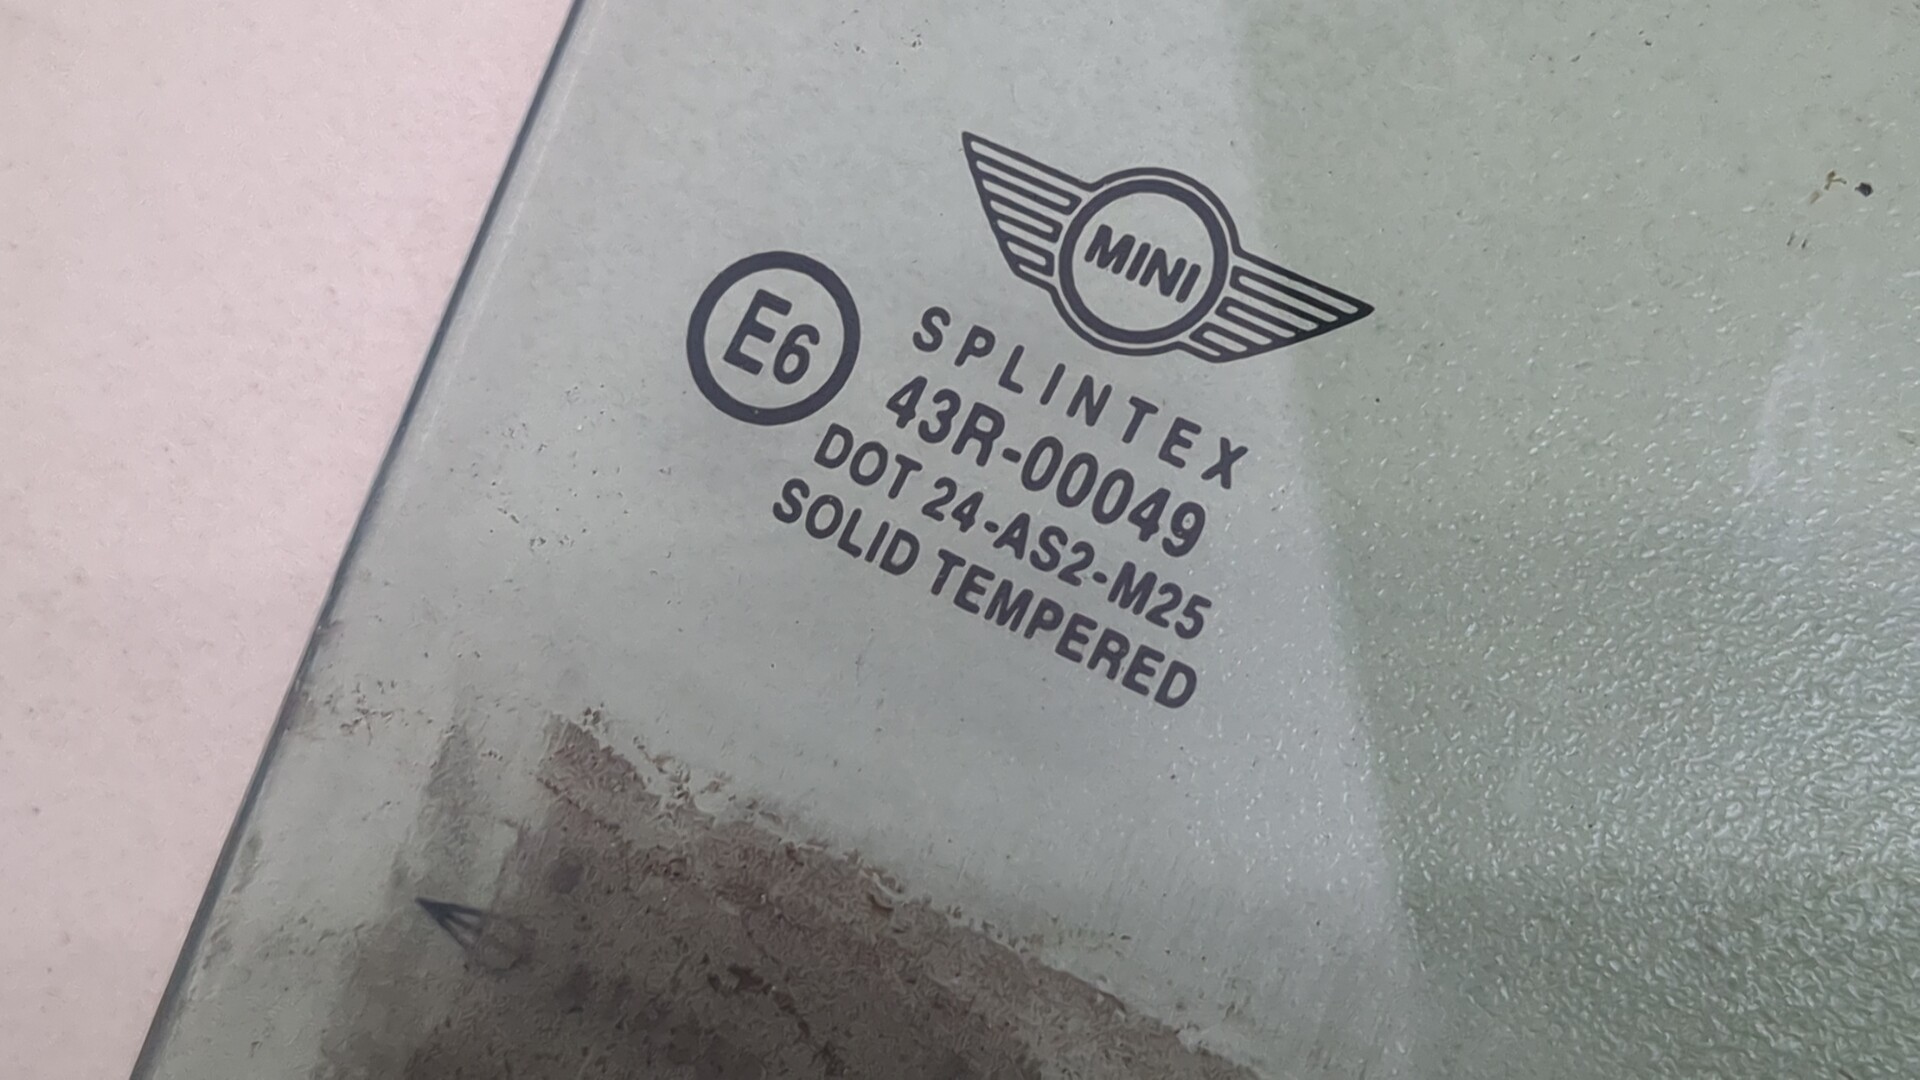 MINI
E6
SPLINTEX
43R-00049
DOT 24-AS2-M25
SOLID TEMPERED